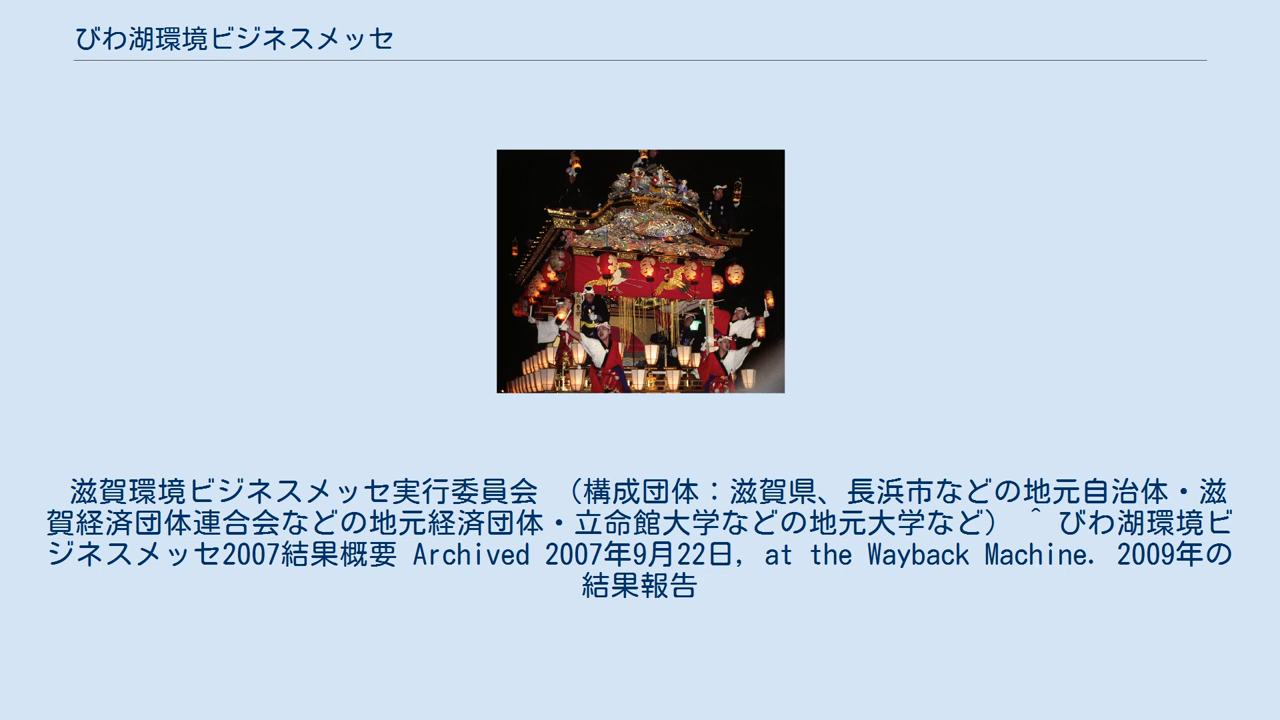 びわ湖環境ビジネスメッセ
滋賀環境ビジネスメッセ実行委員会 （構成団体：滋賀県、長浜市などの地元自治体・滋
賀経済団体連合会などの地元経済団体・立命館大学などの地元大学など） ^ びわ湖環境ビ
ジネスメッセ2007結果概要 Archived 2007年9月22日, at the Wayback Machine. 2009年の
結果報告